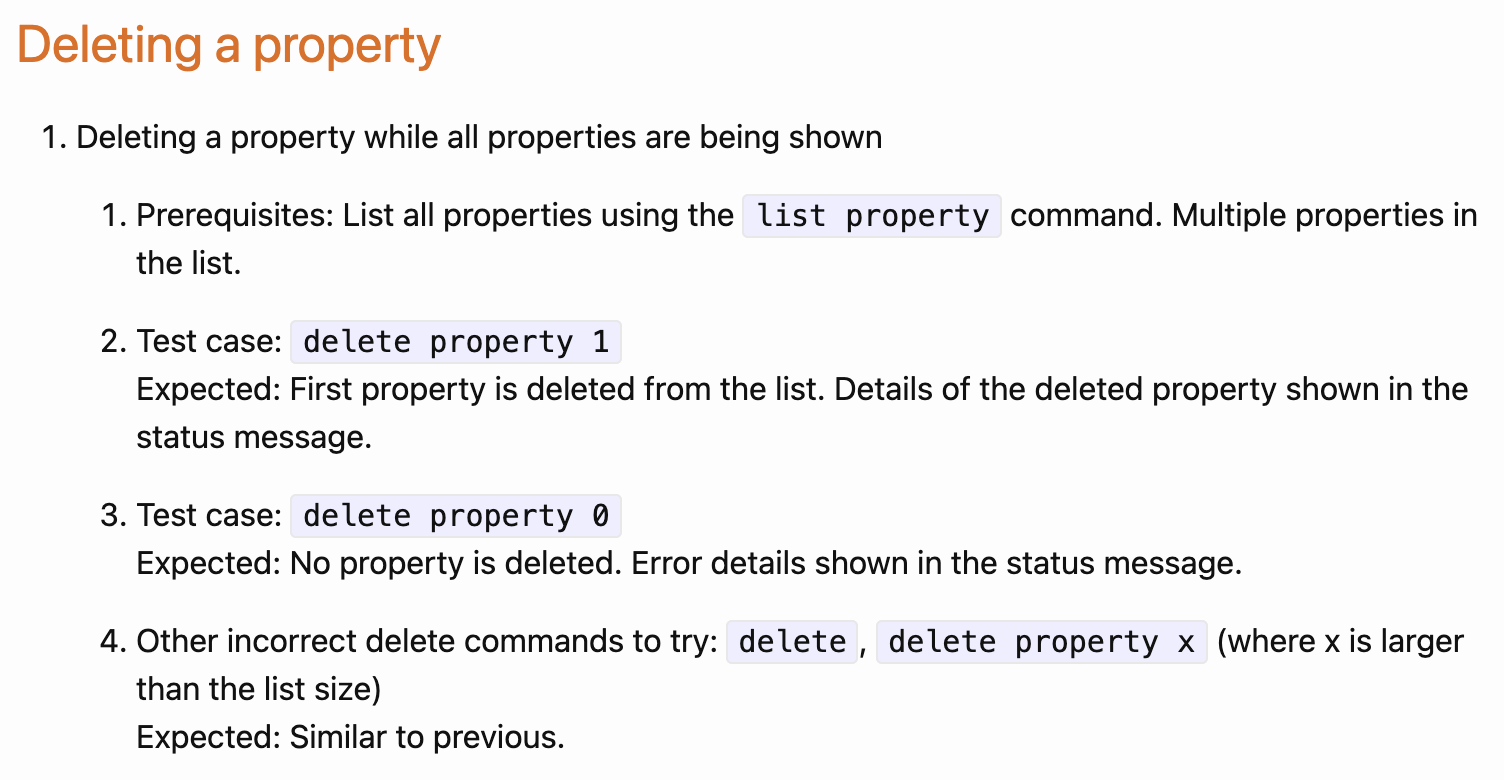 Deleting a property
1. Deleting a property while all properties are being shown
1. Prerequisites: List all properties using the list property command. Multiple properties in
the list.
2. Test case: delete property 1
Expected: First property is deleted from the list. Details of the deleted property shown in the
status message.
3. Test case: delete property 0
Expected: No property is deleted. Error details shown in the status message.
4. Other incorrect delete commands to try: delete, delete property x (where x is larger
than the list size)
Expected: Similar to previous.